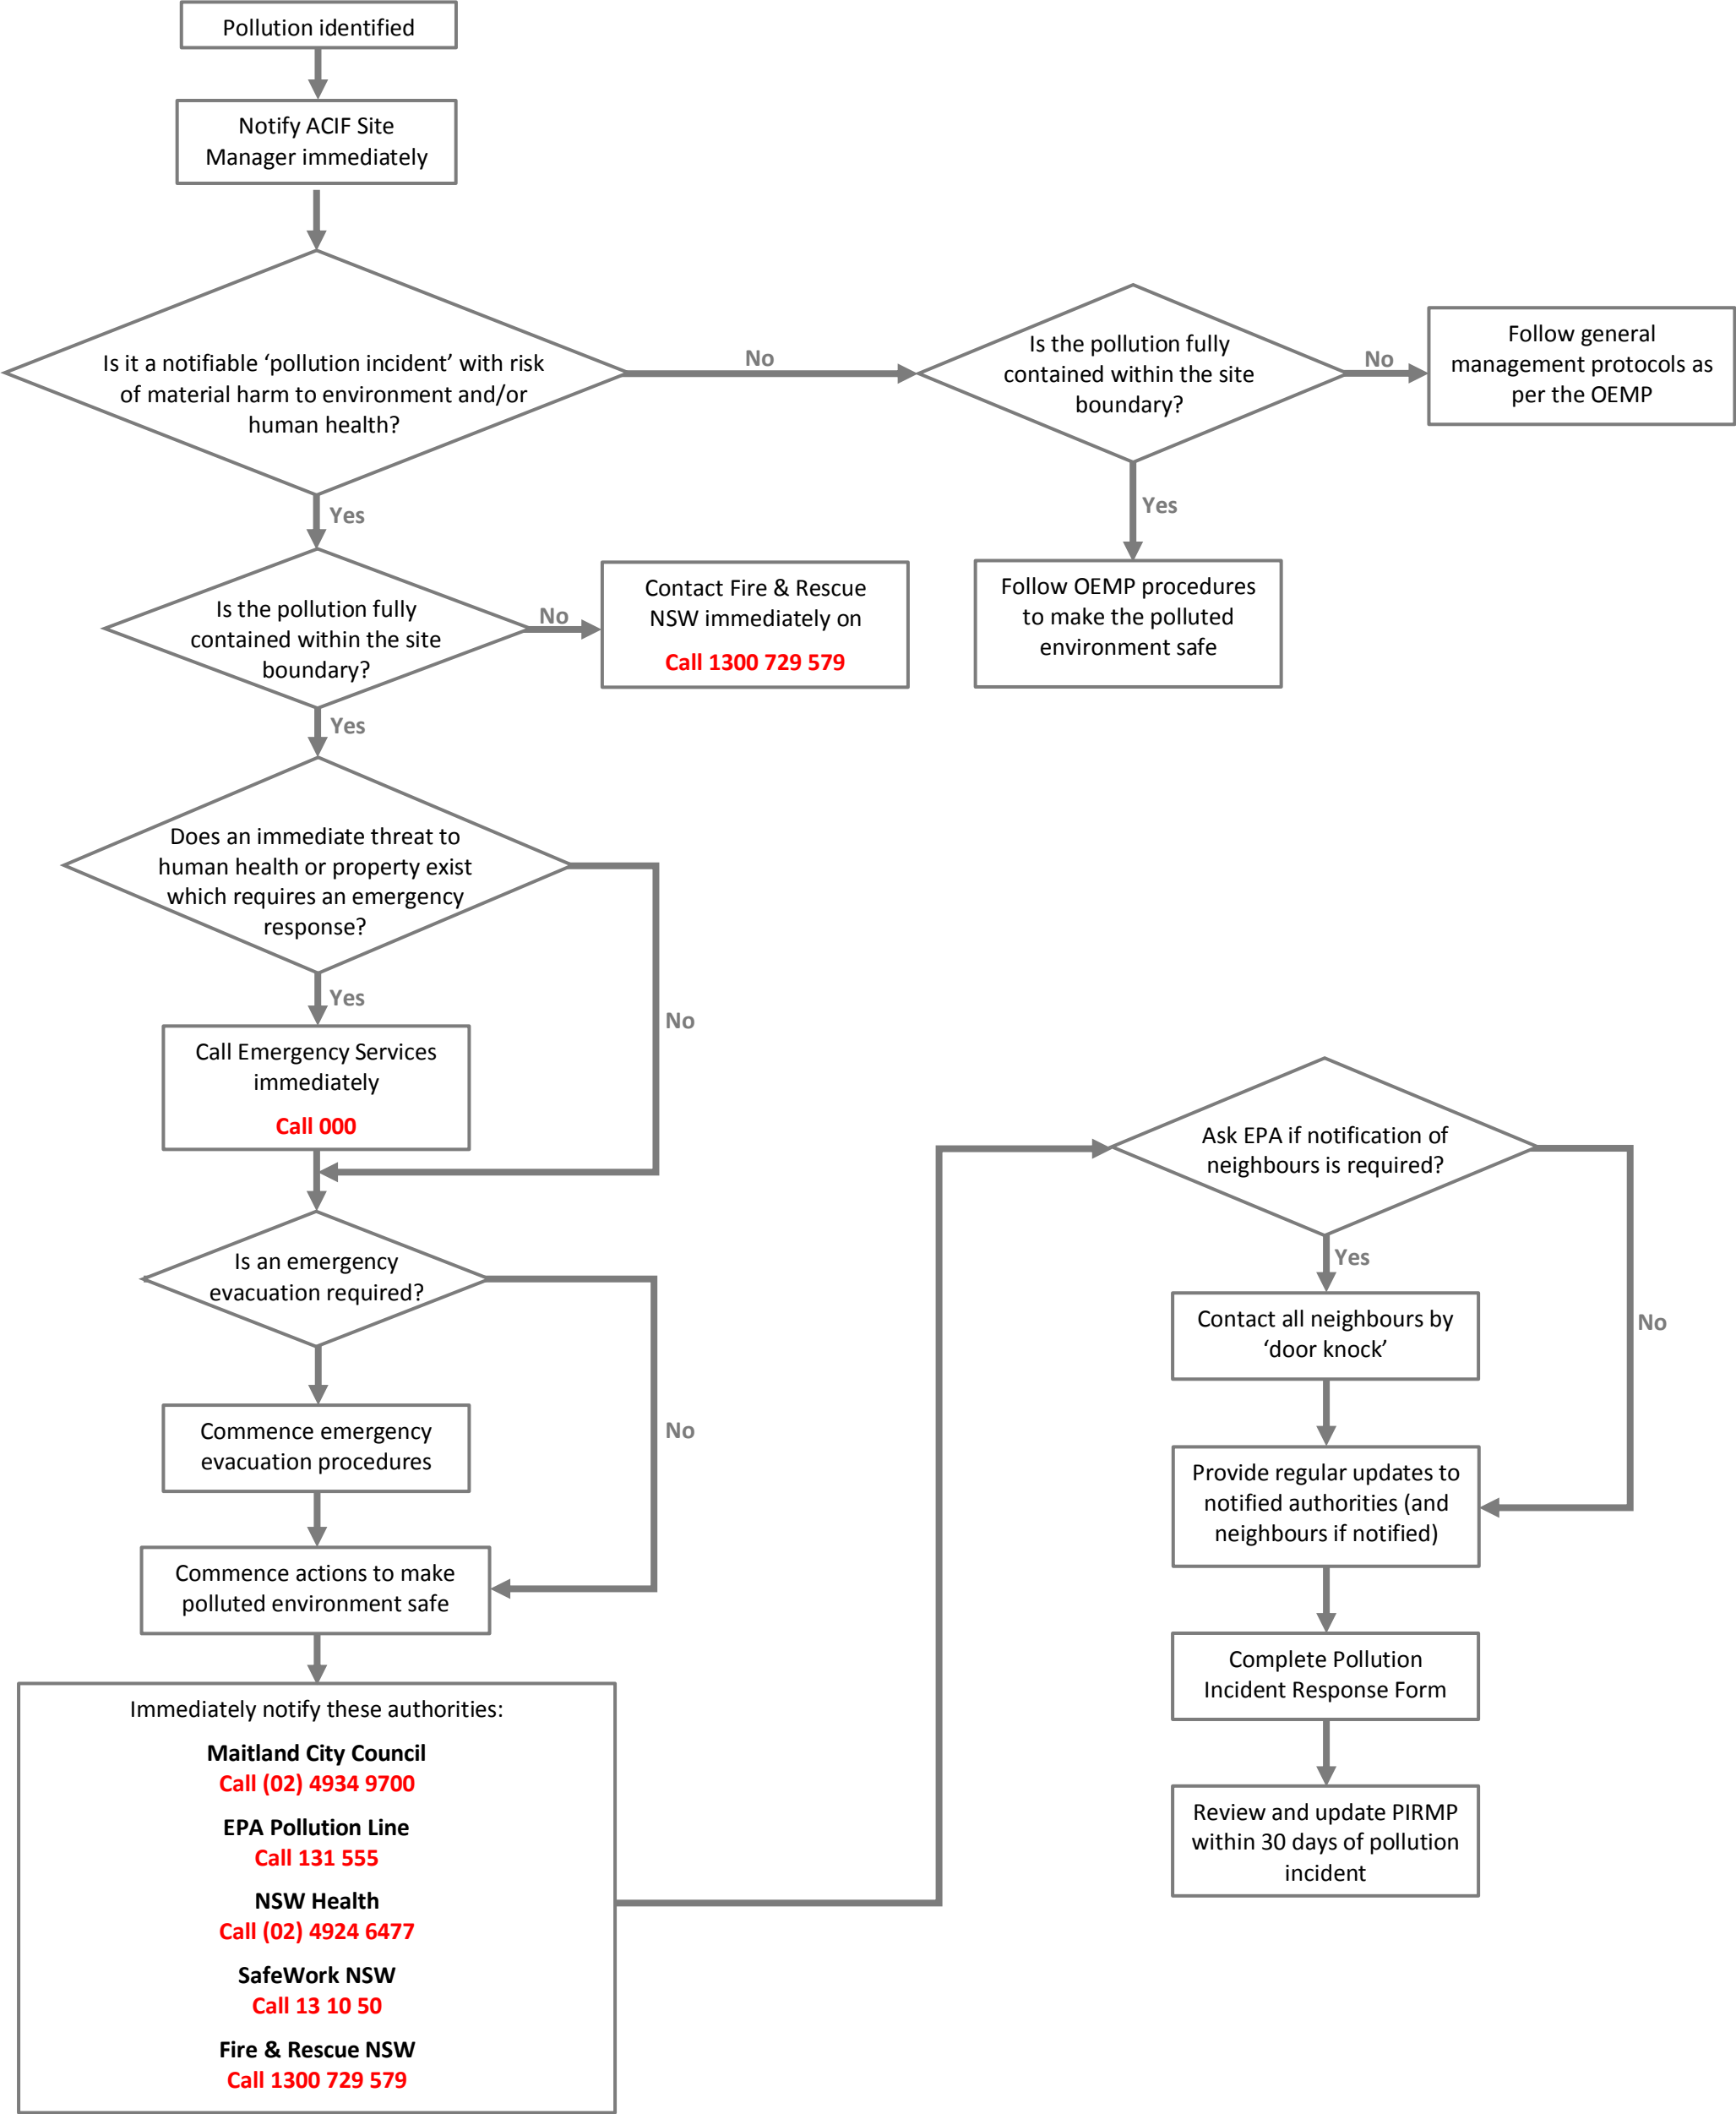 Pollution identified
Notify ACIF Site
Manager immediately
Is it a notifiable ‘pollution incident’ with risk
of material harm to environment and/or
human health?
No
Is the pollution fully
contained within the site
boundary?
No
Follow general
management protocols as
per the OEMP
Yes
Follow OEMP procedures
to make the polluted
environment safe
Yes
Is the pollution fully
contained within the site
boundary?
No
Contact Fire & Rescue
NSW immediately on
Call 1300 729 579
Yes
Does an immediate threat to
human health or property exist
which requires an emergency
response?
Yes
No
Call Emergency Services
immediately
Call 000
Is an emergency
evacuation required?
No
Commence emergency
evacuation procedures
Commence actions to make
polluted environment safe
Immediately notify these authorities:
Maitland City Council
Call (02) 4934 9700
EPA Pollution Line
Call 131 555
NSW Health
Call (02) 4924 6477
SafeWork NSW
Call 13 10 50
Fire & Rescue NSW
Call 1300 729 579
Ask EPA if notification of
neighbours is required?
Yes
No
Contact all neighbours by
‘door knock’
Provide regular updates to
notified authorities (and
neighbours if notified)
Complete Pollution
Incident Response Form
Review and update PIRMP
within 30 days of pollution
incident